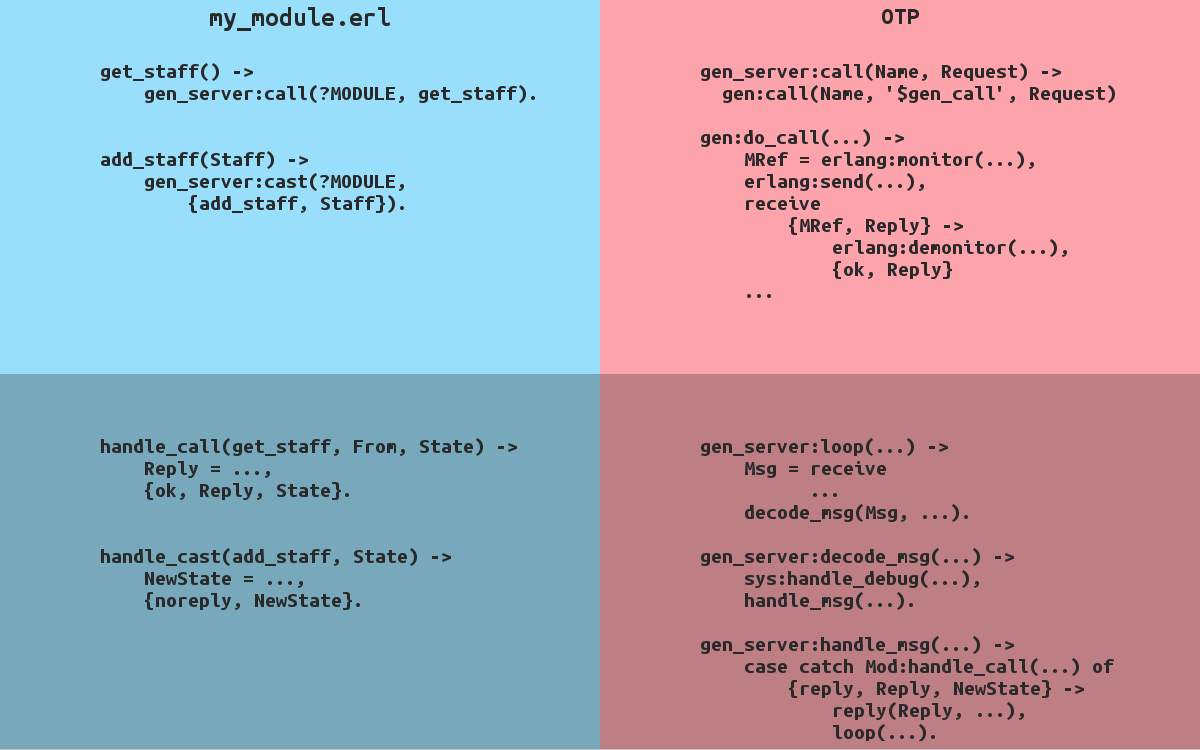 my_module.erl
get_staff() ->
    gen_server:call(?MODULE, get_staff).
add_staff(Staff) ->
    gen_server:cast(?MODULE,
        {add_staff, Staff}).
OTP
gen_server:call(Name, Request) ->
  gen:call(Name, '$gen_call', Request)
gen:do_call(...) ->
    MRef = erlang:monitor(...),
    erlang:send(...),
    receive
        {MRef, Reply} ->
            erlang:demonitor(...),
            {ok, Reply}
    ...
handle_call(get_staff, From, State) ->
    Reply = ...,
    {ok, Reply, State}.
handle_cast(add_staff, State) ->
    NewState = ...,
    {noreply, NewState}.
gen_server:loop(...) ->
    Msg = receive
          ...
    decode_msg(Msg, ...).
gen_server:decode_msg(...) ->
    sys:handle_debug(...),
    handle_msg(...).
gen_server:handle_msg(...) ->
    case catch Mod:handle_call(...) of
        {reply, Reply, NewState} ->
            reply(Reply, ...),
            loop(...).